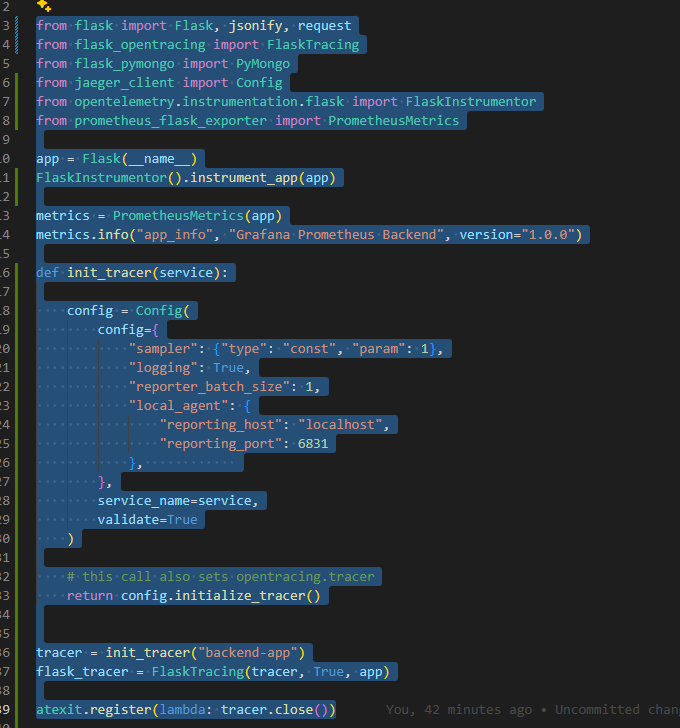 2
3 from flask import Flask, jsonify, request
4 from flask_opentracing import FlaskTracing
5 from flask_pymongo import PyMongo
6 from jaeger_client import Config
7 from opentelemetry.instrumentation.flask import FlaskInstrumentor
8 from prometheus_flask_exporter import PrometheusMetrics
9
10 app = Flask(__name__)
11 FlaskInstrumentor().instrument_app(app)
12
13 metrics = PrometheusMetrics(app)
14 metrics.info("app_info", "Grafana Prometheus Backend", version="1.0.0")
15
16 def init_tracer(service):
17
18     config = Config(
19         config={
20             "sampler": {"type": "const", "param": 1},
21             "logging": True,
22             "reporter_batch_size": 1,
23             "local_agent": {
24                 "reporting_host": "localhost",
25                 "reporting_port": 6831
26             },
27         },
28         service_name=service,
29         validate=True
30     )
31
32     # this call also sets opentracing.tracer
33     return config.initialize_tracer()
34
35
36 tracer = init_tracer("backend-app")
37 flask_tracer = FlaskTracing(tracer, True, app)
38
39 atexit.register(lambda: tracer.close()) You, 42 minutes ago • Uncommitted chan